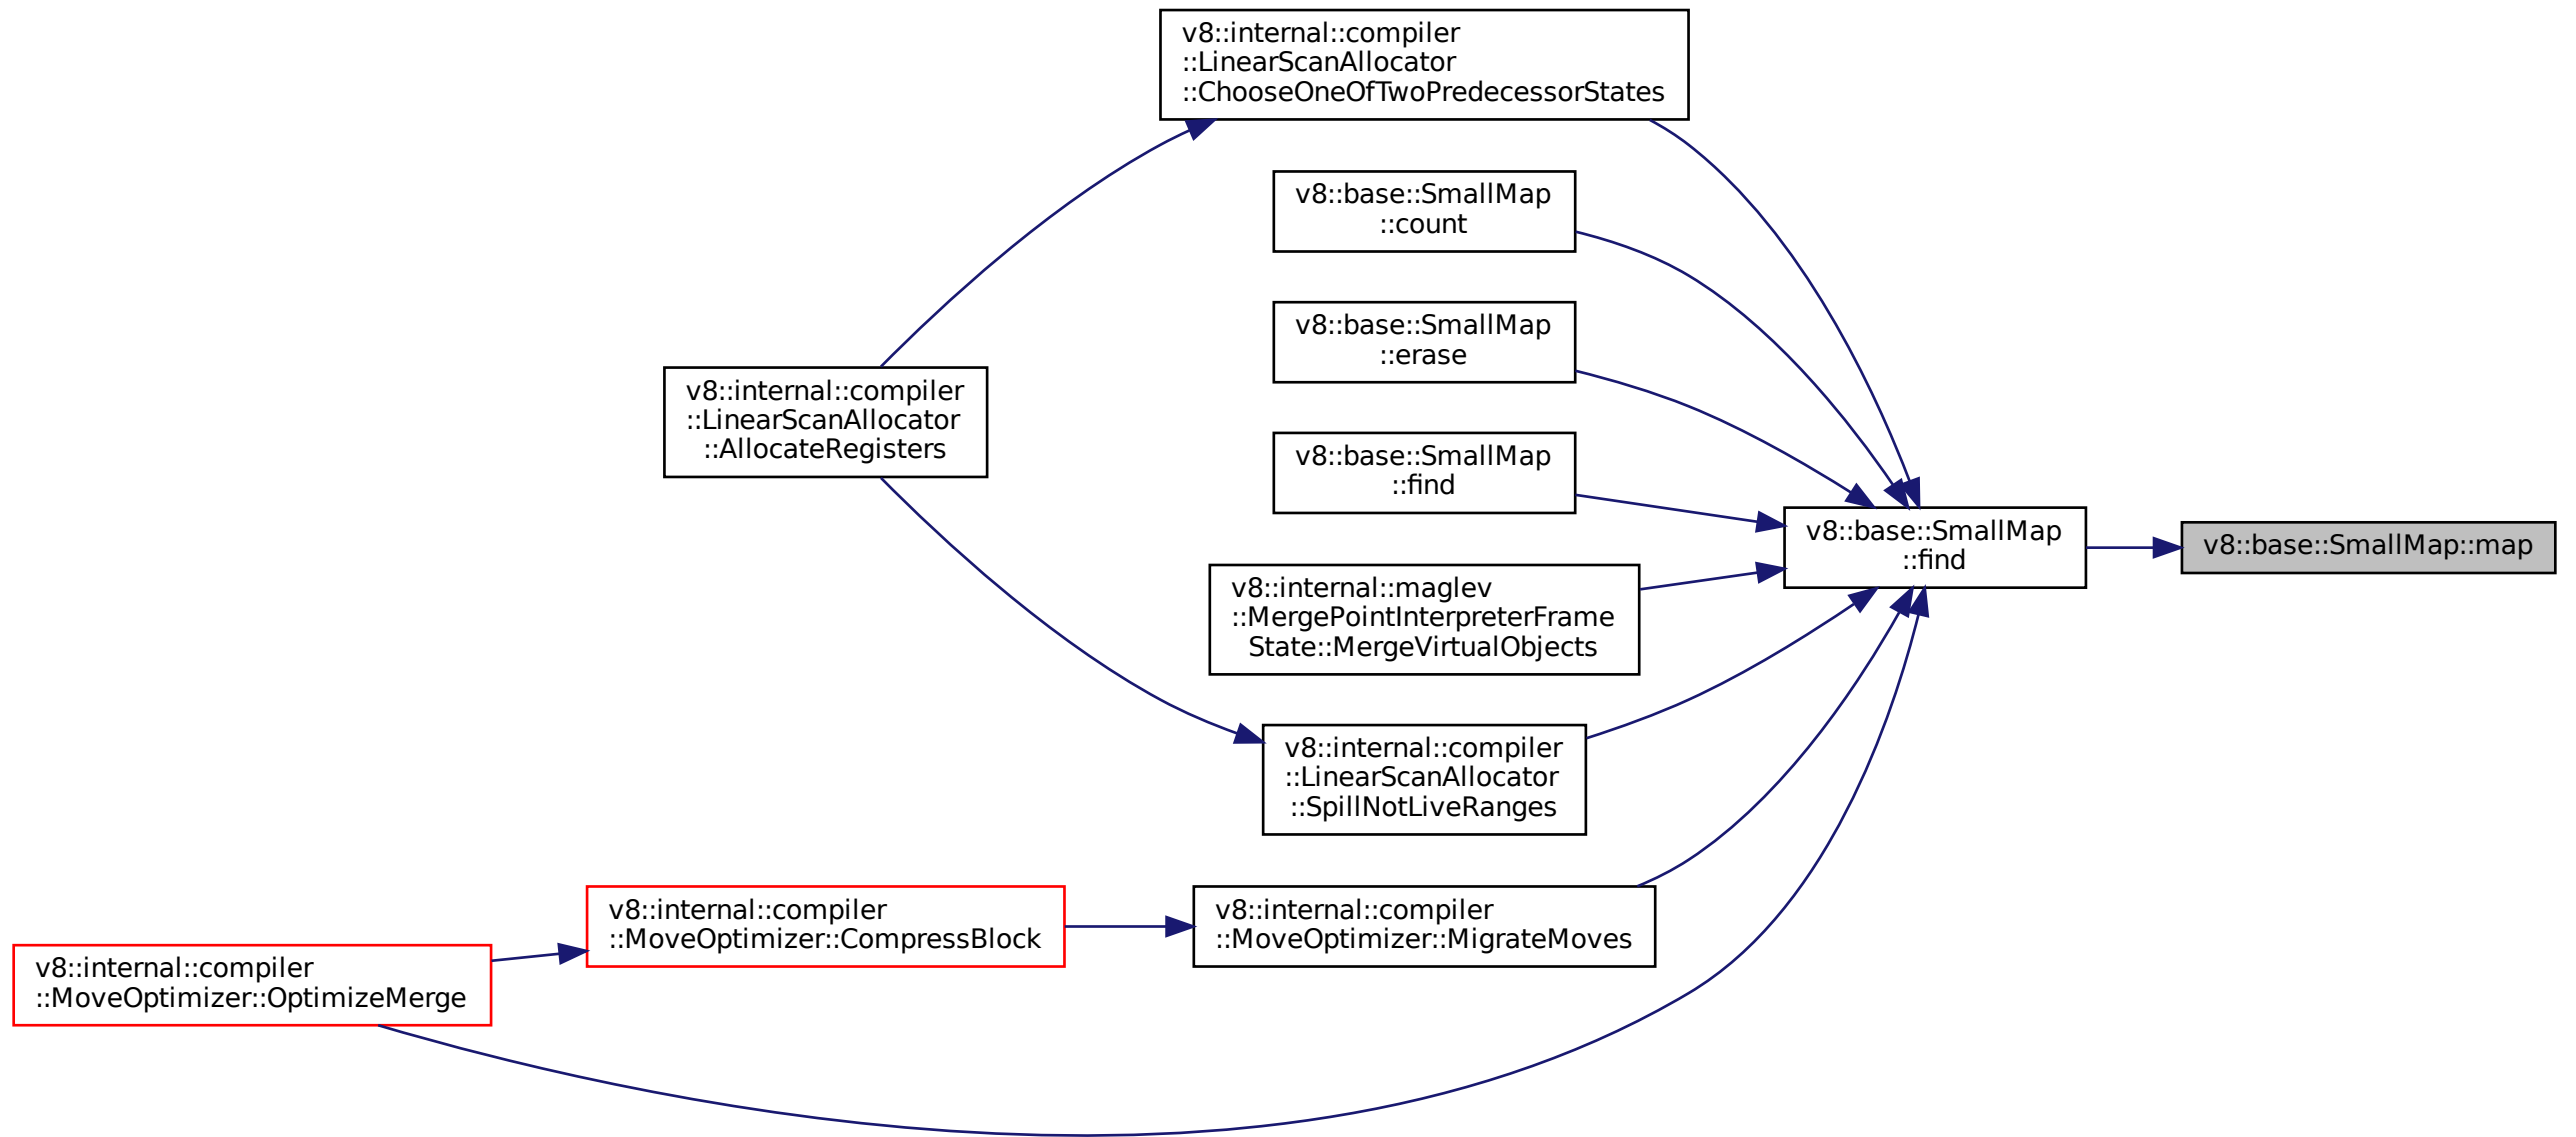 v8::internal::compiler
::LinearScanAllocator
::ChooseOneOfTwoPredecessorStates
v8::base::SmallMap
::count
v8::base::SmallMap
::erase
v8::internal::compiler
::LinearScanAllocator
::AllocateRegisters
v8::base::SmallMap
::find
v8::base::SmallMap
::find
v8::base::SmallMap::map
v8::internal::maglev
::MergePointInterpreterFrame
State::MergeVirtualObjects
v8::internal::compiler
::LinearScanAllocator
::SpillNotLiveRanges
v8::internal::compiler
::MoveOptimizer::CompressBlock
v8::internal::compiler
::MoveOptimizer::MigrateMoves
v8::internal::compiler
::MoveOptimizer::OptimizeMerge